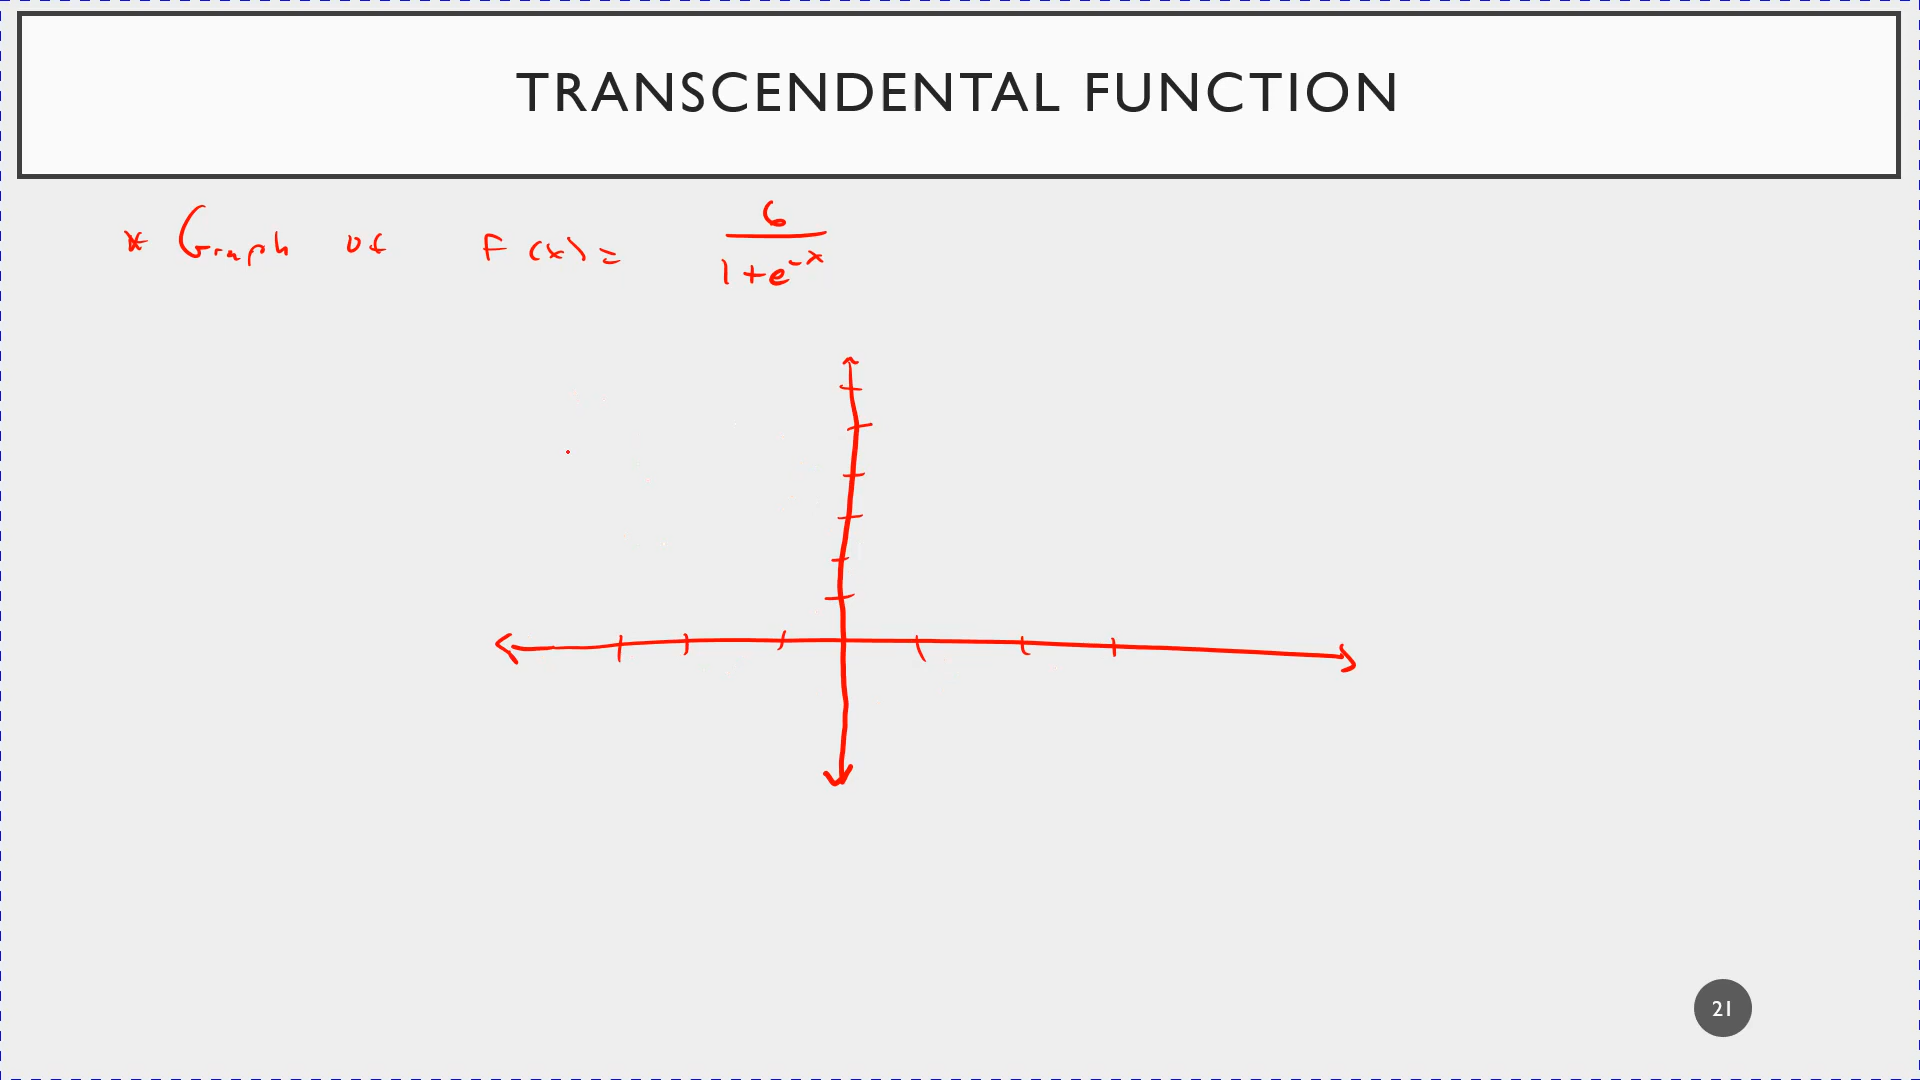 TRANSCENDENTAL FUNCTION
* Graph of F(x) = 6 / (1+e^-x)
21